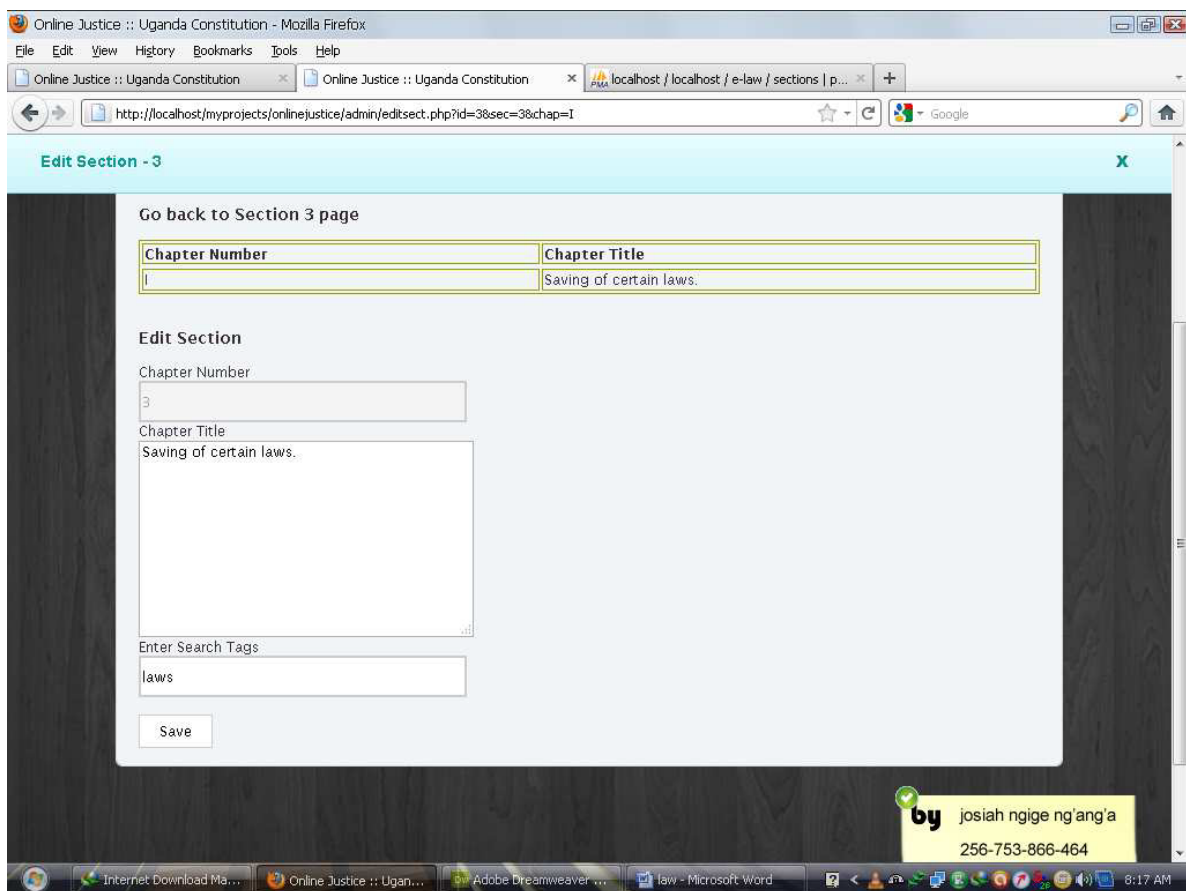 Online Justice :: Uganda Constitution - Mozilla Firefox
File Edit View History Bookmarks Tools Help
Online Justice :: Uganda Constitution
Online Justice :: Uganda Constitution
localhost / localhost / e-law / sections | p...
http://localhost/myprojects/onlinejustice/admin/editsect.php?id=3&sec=3&chap=I
Google
Edit Section - 3
X
Go back to Section 3 page
Chapter Number Chapter Title
I Saving of certain laws.
Edit Section
Chapter Number
3
Chapter Title
Saving of certain laws.
Enter Search Tags
laws
Save
by josiah ngige ng'ang'a
256-753-866-464
Internet Download Ma... Online Justice :: Ugan... Adobe Dreamweaver ... law - Microsoft Word 8:17 AM